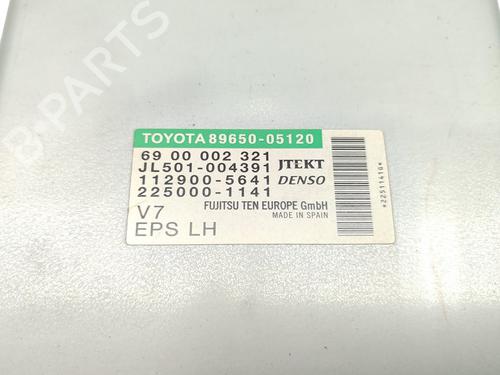 TOYOTA 89650-05120
69 00 002 321
JL501-004391 JTEKT
112900-5641 DENSO
225000-1141
V7 FUJITSU TEN EUROPE GmbH
MADE IN SPAIN
EPS LH
*22511410*
B-PARTS